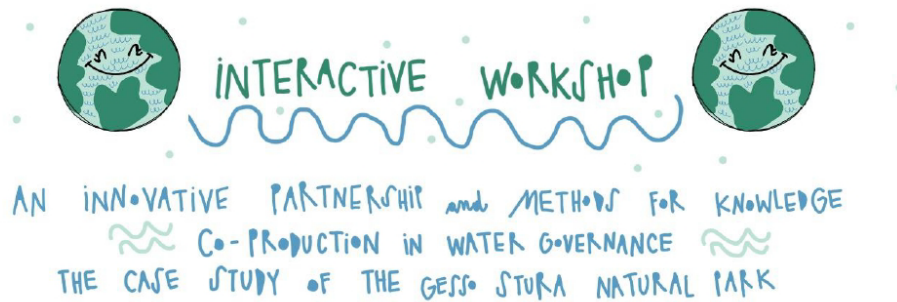 INTERACTIVE WORKSHOP
AN INNOVATIVE PARTNERSHIP and METHODS FOR KNOWLEDGE
CO-PRODUCTION IN WATER GOVERNANCE
THE CASE STUDY OF THE GESSO STURA NATURAL PARK